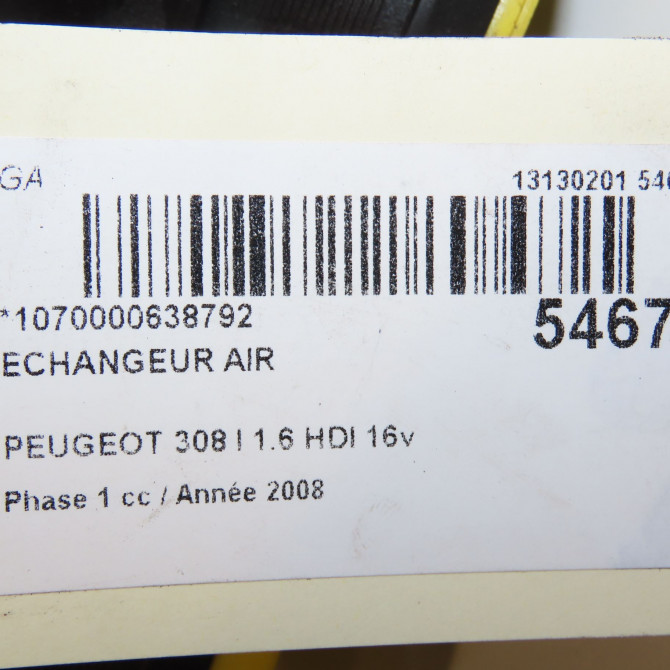 GA
13130201 546
*1070000638792
5467
ECHANGEUR AIR
PEUGEOT 308 I 1.6 HDI 16v
Phase 1 cc / Année 2008